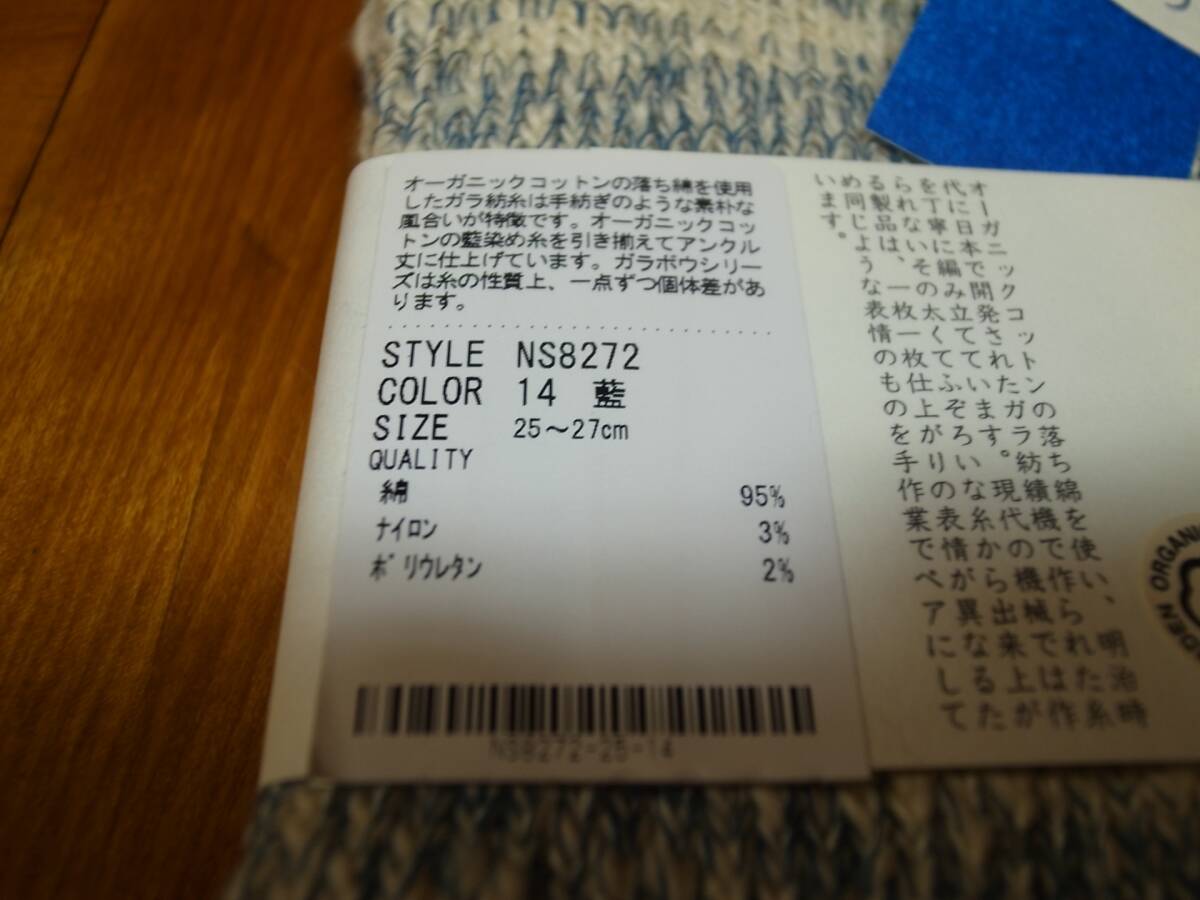 オーガニックコットンの落ち綿を使用
したガラ紡糸は手紡ぎのような素朴な
風合いが特徴です。オーガニックコッ
トンの藍染め糸を引き揃えてアンクル
丈に仕上げています。ガラボウシリー
ズは糸の性質上、一点ずつ個体差があ
ります。
STYLE NS8272
COLOR 14 藍
SIZE 25〜27cm
QUALITY
綿 95%
ナイロン 3%
ポリウレタン 2%
NS8272-25-14
オーガニックコットンの落ち綿を使い、明治時
代に日本で開発されたガラ紡績機で作られた糸
を丁寧に編み立てています。現代の機械では作
られない、その太くてふぞろいな糸から出来上が
る製品は、一枚一枚仕上がりの表情が異なるた
め同じような表情のものを手作業でペアにして
います。
ORGANI